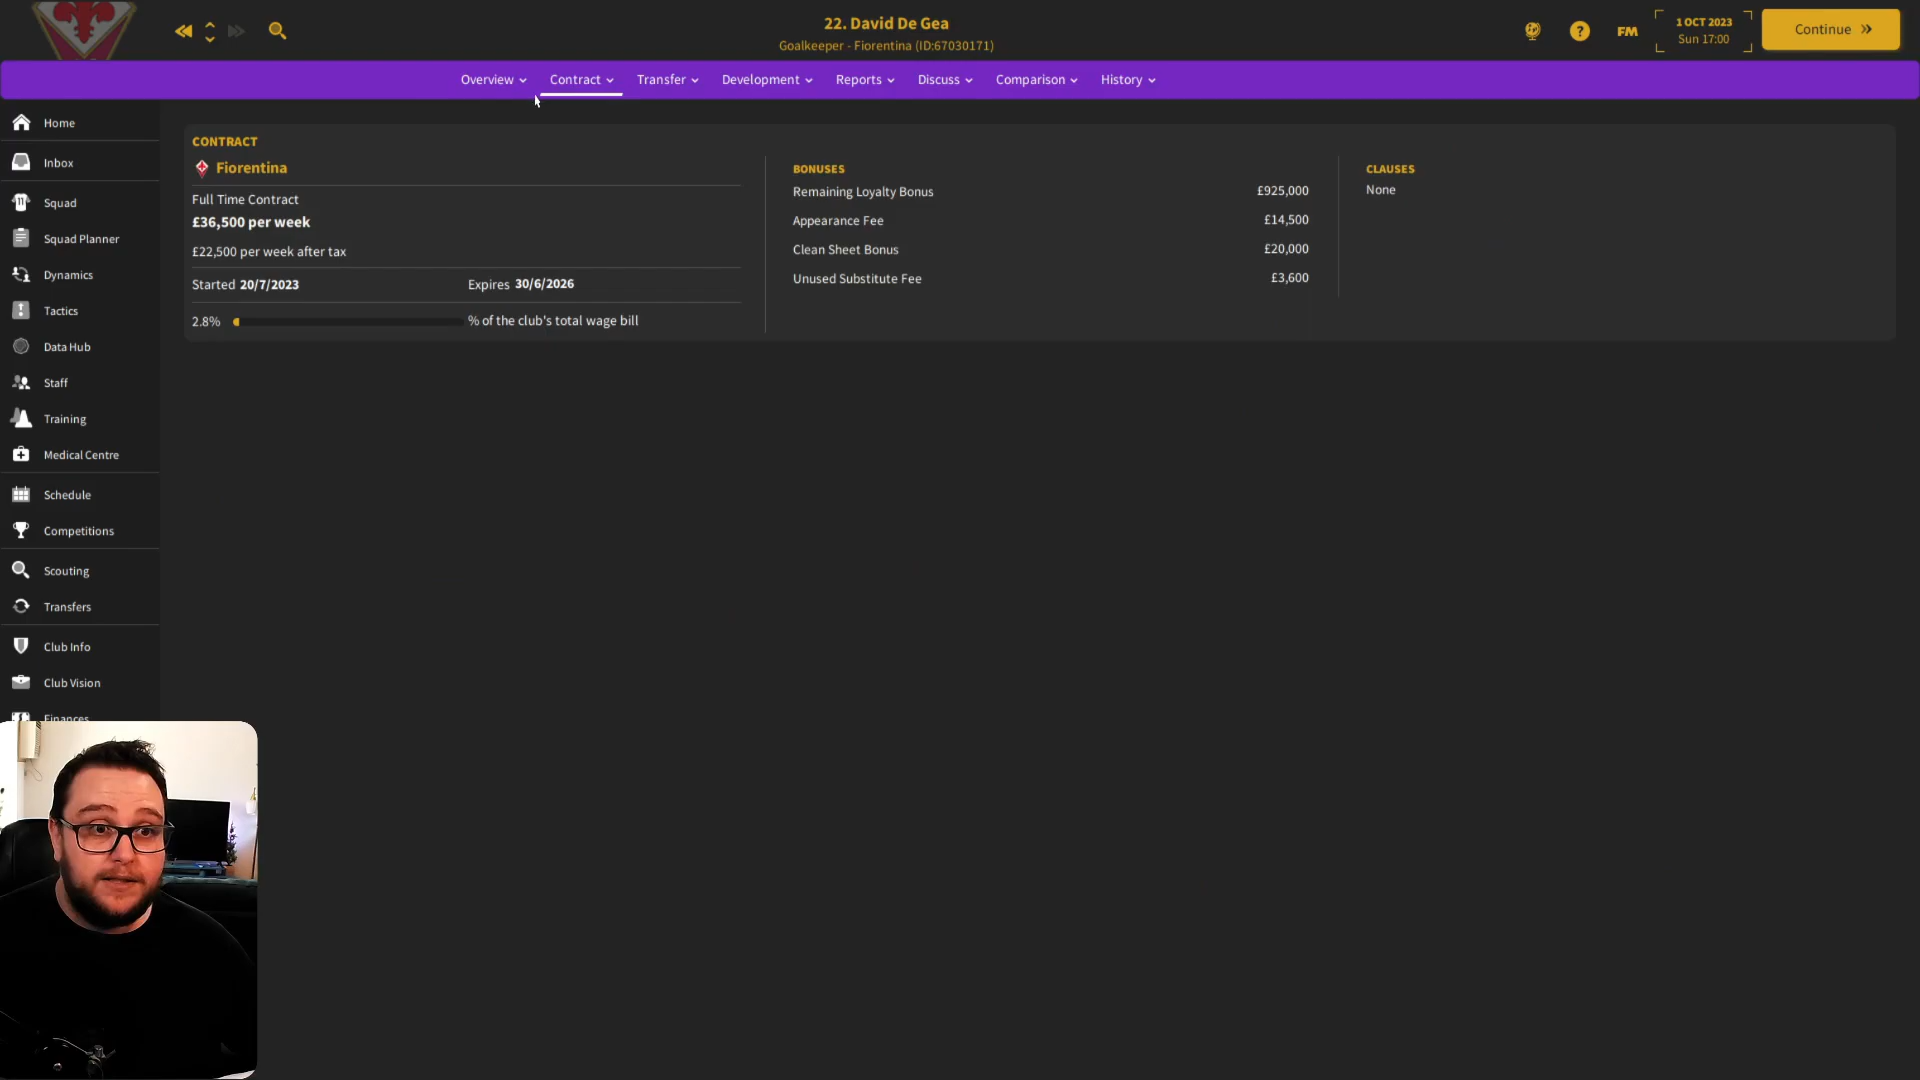 22. David De Gea
Goalkeeper - Fiorentina (ID:67030171)
FM
1 OCT 2023
Sun 17:00
Continue
Overview
Contract
Transfer
Development
Reports
Discuss
Comparison
History
Home
Inbox
Squad
Squad Planner
Dynamics
Tactics
Data Hub
Staff
Training
Medical Centre
Schedule
Competitions
Scouting
Transfers
Club Info
Club Vision
Finances
CONTRACT
Fiorentina
Full Time Contract
£36,500 per week
£22,500 per week after tax
Started 20/7/2023
Expires 30/6/2026
2.8%
% of the club's total wage bill
BONUSES
Remaining Loyalty Bonus £925,000
Appearance Fee £14,500
Clean Sheet Bonus £20,000
Unused Substitute Fee £3,600
CLAUSES
None